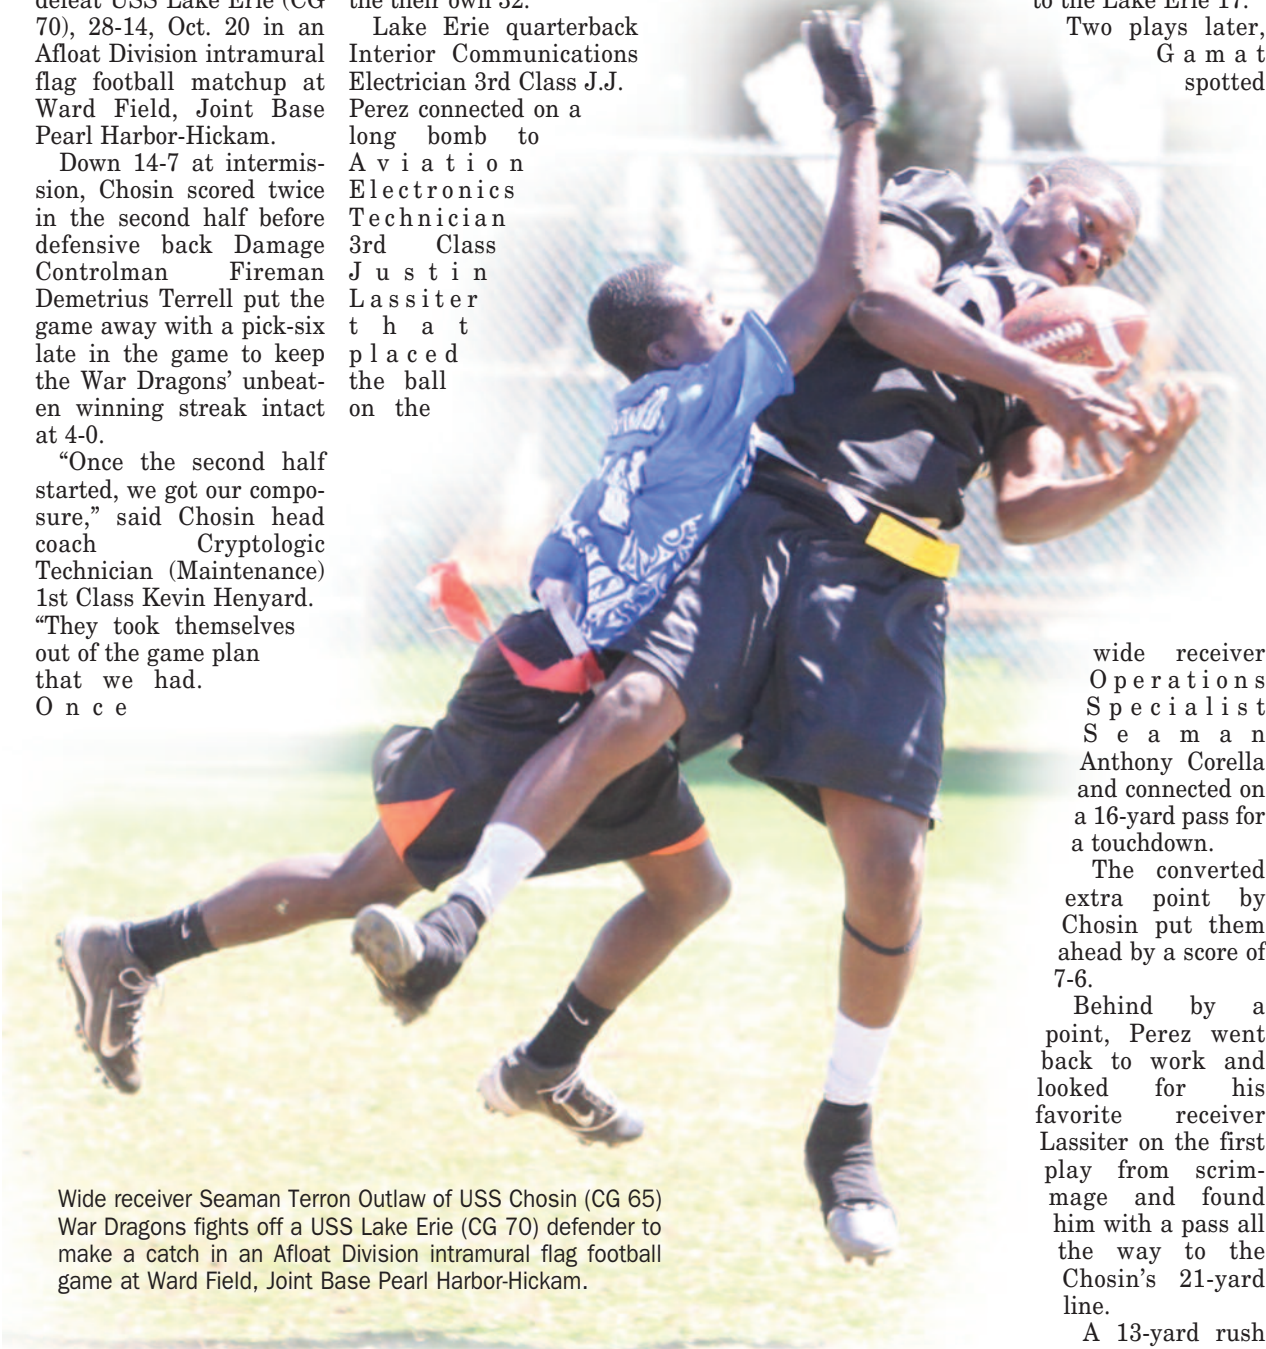 defeat USS Lake Erie (CG
70), 28-14, Oct. 20 in an
Afloat Division intramural
flag football matchup at
Ward Field, Joint Base
Pearl Harbor-Hickam.
Down 14-7 at intermis-
sion, Chosin scored twice
in the second half before
defensive back Damage
Controlman Fireman
Demetrius Terrell put the
game away with a pick-six
late in the game to keep
the War Dragons’ unbeat-
en winning streak intact
at 4-0.
“Once the second half
started, we got our compo-
sure,” said Chosin head
coach Cryptologic
Technician (Maintenance)
1st Class Kevin Henyard.
“They took themselves
out of the game plan
that we had.
Once
the their own 32.
Lake Erie quarterback
Interior Communications
Electrician 3rd Class J.J.
Perez connected on a
long bomb to
Aviation
Electronics
Technician
3rd Class
Justin
Lassiter
that
placed
the ball
on the
to the Lake Erie 17.
Two plays later,
Gamat
spotted
wide receiver
Operations
Specialist
Seaman
Anthony Corella
and connected on
a 16-yard pass for
a touchdown.
The converted
extra point by
Chosin put them
ahead by a score of
7-6.
Behind by a
point, Perez went
back to work and
looked for his
favorite receiver
Lassiter on the first
play from scrim-
mage and found
him with a pass all
the way to the
Chosin’s 21-yard
line.
A 13-yard rush
Wide receiver Seaman Terron Outlaw of USS Chosin (CG 65)
War Dragons fights off a USS Lake Erie (CG 70) defender to
make a catch in an Afloat Division intramural flag football
game at Ward Field, Joint Base Pearl Harbor-Hickam.